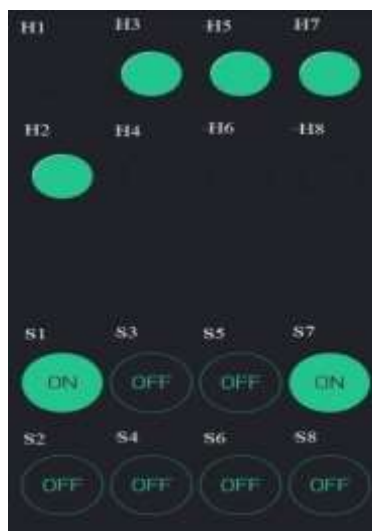 H1 H3 H5 H7
H2 H4 H6 H8
S1 S3 S5 S7
ON OFF OFF ON
S2 S4 S6 S8
OFF OFF OFF OFF